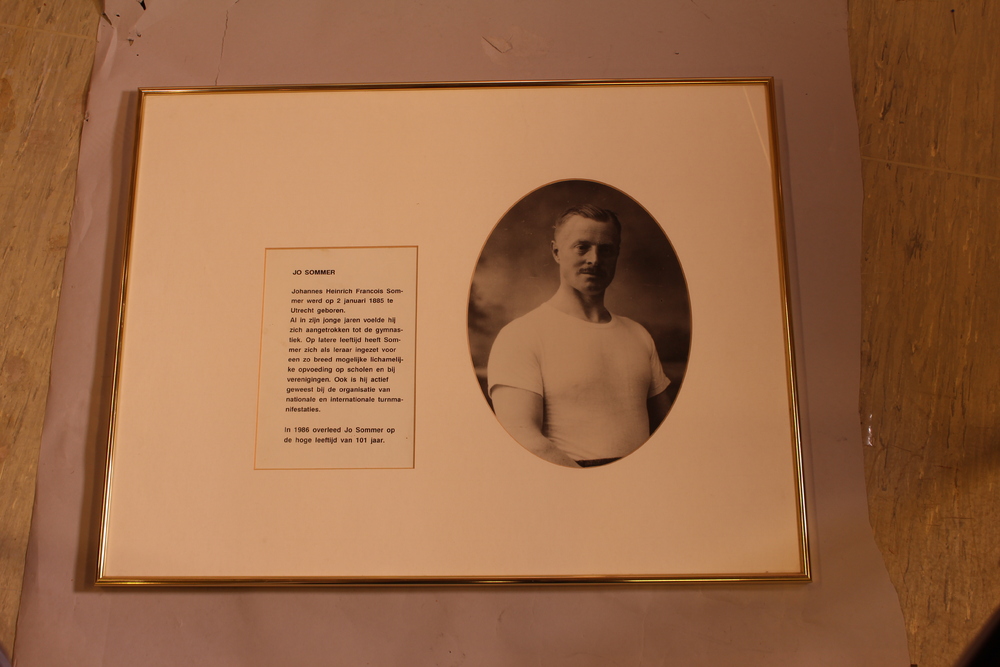 JO SOMMER
Johannes Heinrich Francois Som-
mer werd op 2 januari 1885 te
Utrecht geboren.
Al in zijn jonge jaren voelde hij
zich aangetrokken tot de gymnas-
tiek. Op latere leeftijd heeft Som-
mer zich als leraar ingezet voor
een zo breed mogelijke lichamelij-
ke opvoeding op scholen en bij
verenigingen. Ook is hij actief
geweest bij de organisatie van
nationale en internationale turnma-
nifestaties.
In 1986 overleed Jo Sommer op
de hoge leeftijd van 101 jaar.